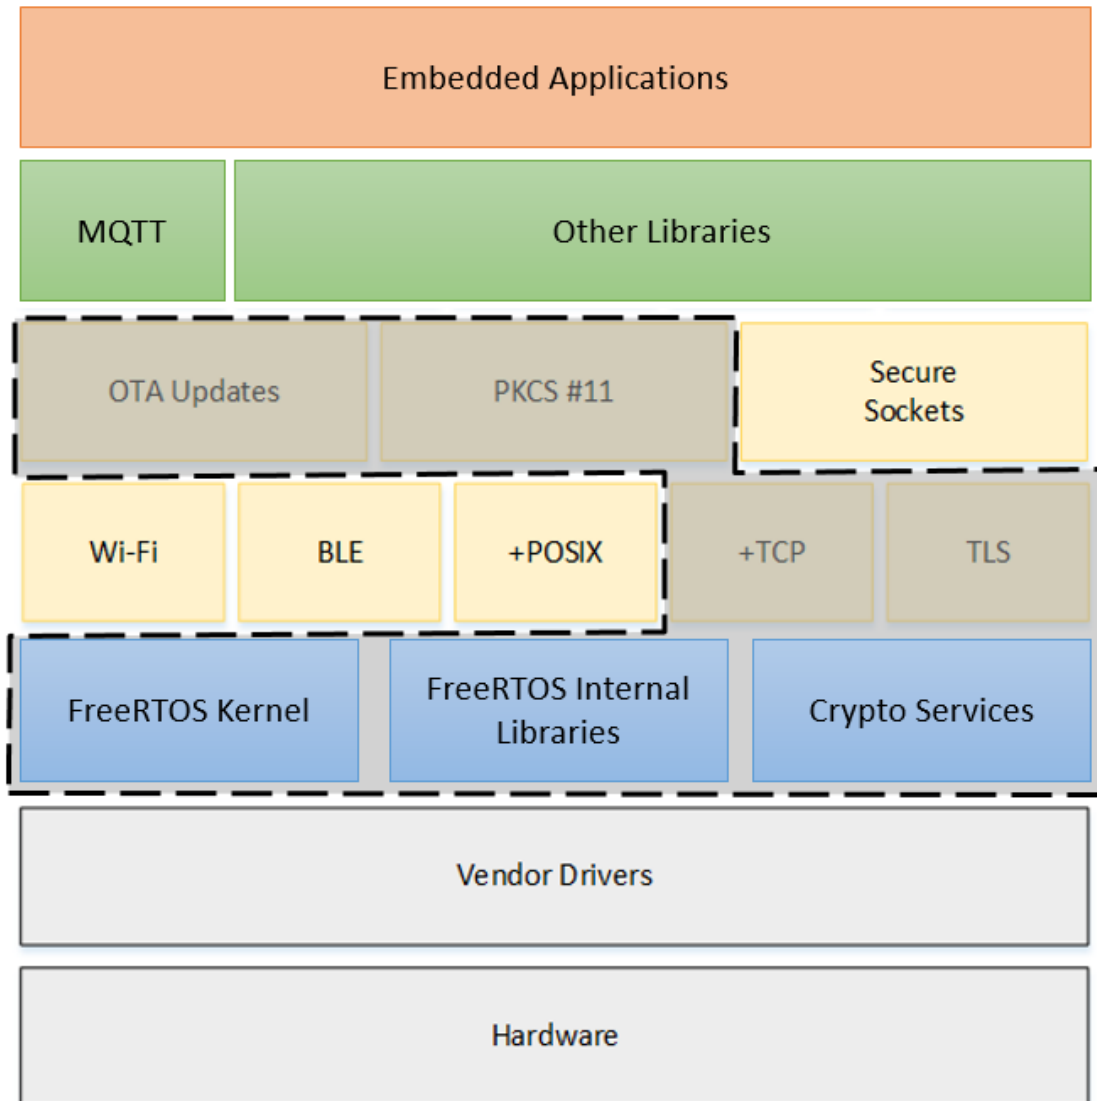 Embedded Applications
MQTT
Other Libraries
OTA Updates
PKCS #11
Secure
Sockets
Wi-Fi
BLE
+POSIX
+TCP
TLS
FreeRTOS Kernel
FreeRTOS Internal
Libraries
Crypto Services
Vendor Drivers
Hardware